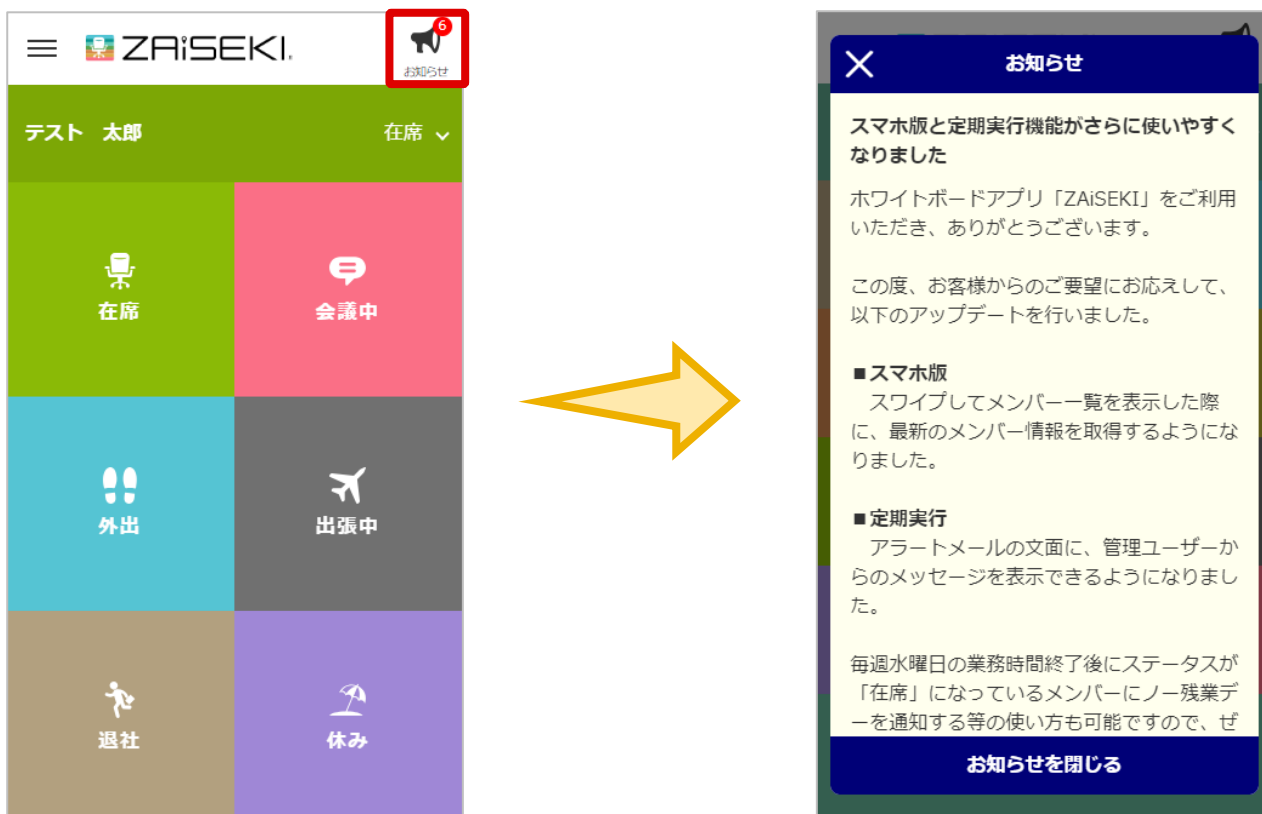 ZAiSEKI.
6
お知らせ
テスト　太郎
在席
在席
会議中
外出
出張中
退社
休み
お知らせ
スマホ版と定期実行機能がさらに使いやすく
なりました
ホワイトボードアプリ「ZAiSEKI」をご利用
いただき、ありがとうございます。
この度、お客様からのご要望にお応えして、
以下のアップデートを行いました。
■スマホ版
　スワイプしてメンバー一覧を表示した際
に、最新のメンバー情報を取得するようにな
りました。
■定期実行
　アラートメールの文面に、管理ユーザーか
らのメッセージを表示できるようになりまし
た。
毎週水曜日の業務時間終了後にステータスが
「在席」になっているメンバーにノー残業デ
ーを通知する等の使い方も可能ですので、ぜ
お知らせを閉じる